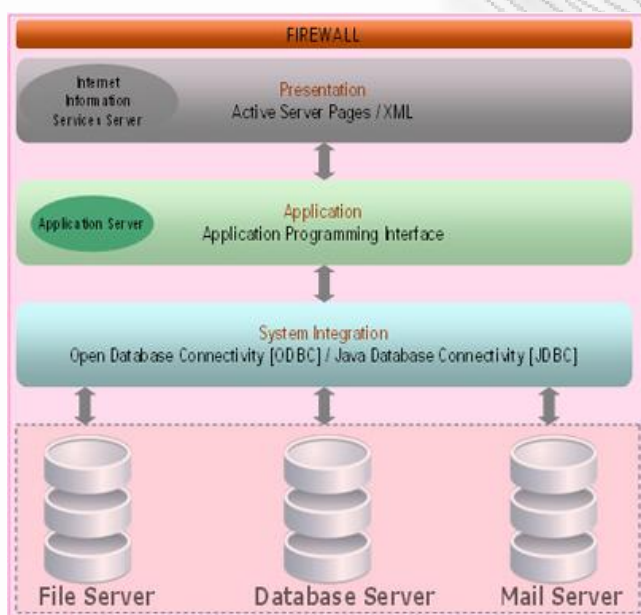 FIREWALL
Internet
Information
Services Server
Presentation
Active Server Pages / XML
Application Server
Application
Application Programming Interface
System Integration
Open Database Connectivity [ODBC] / Java Database Connectivity [JDBC]
File Server
Database Server
Mail Server